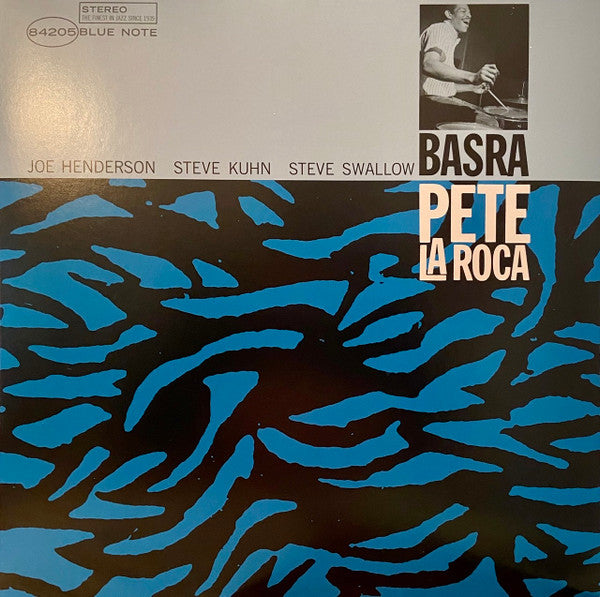 STEREO
THE FINEST IN JAZZ SINCE 1939
84205 BLUE NOTE
JOE HENDERSON STEVE KUHN STEVE SWALLOW BASRA
PETE
LA ROCA